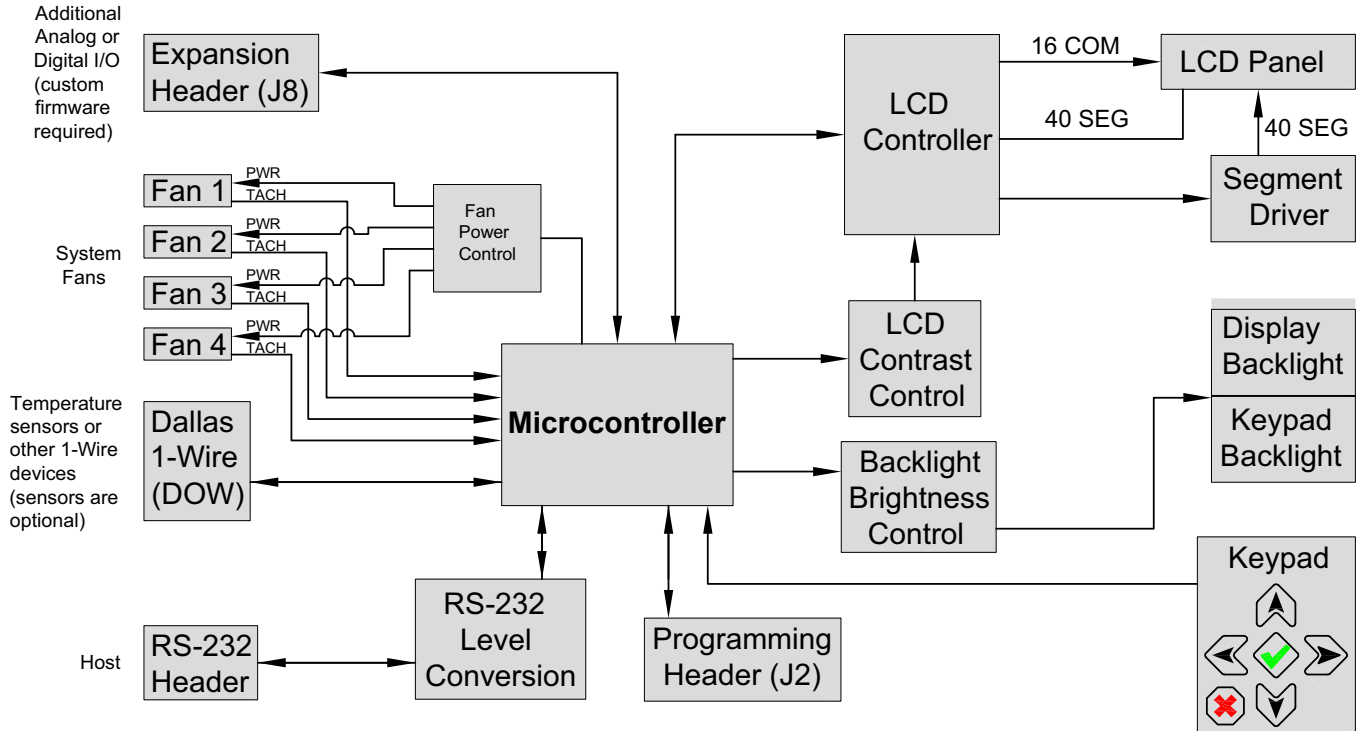 Additional
Analog or
Digital I/O
(custom
firmware
required)
Expansion
Header (J8)
LCD
Controller
16 COM
40 SEG
LCD Panel
40 SEG
Segment
Driver
System
Fans
Fan 1
PWR
TACH
Fan 2
PWR
TACH
Fan 3
PWR
TACH
Fan 4
PWR
TACH
Fan
Power
Control
LCD
Contrast
Control
Display
Backlight
Keypad
Backlight
Microcontroller
Temperature
sensors or
other 1-Wire
devices
(sensors are
optional)
Dallas
1-Wire
(DOW)
Backlight
Brightness
Control
Host
RS-232
Header
RS-232
Level
Conversion
Programming
Header (J2)
Keypad